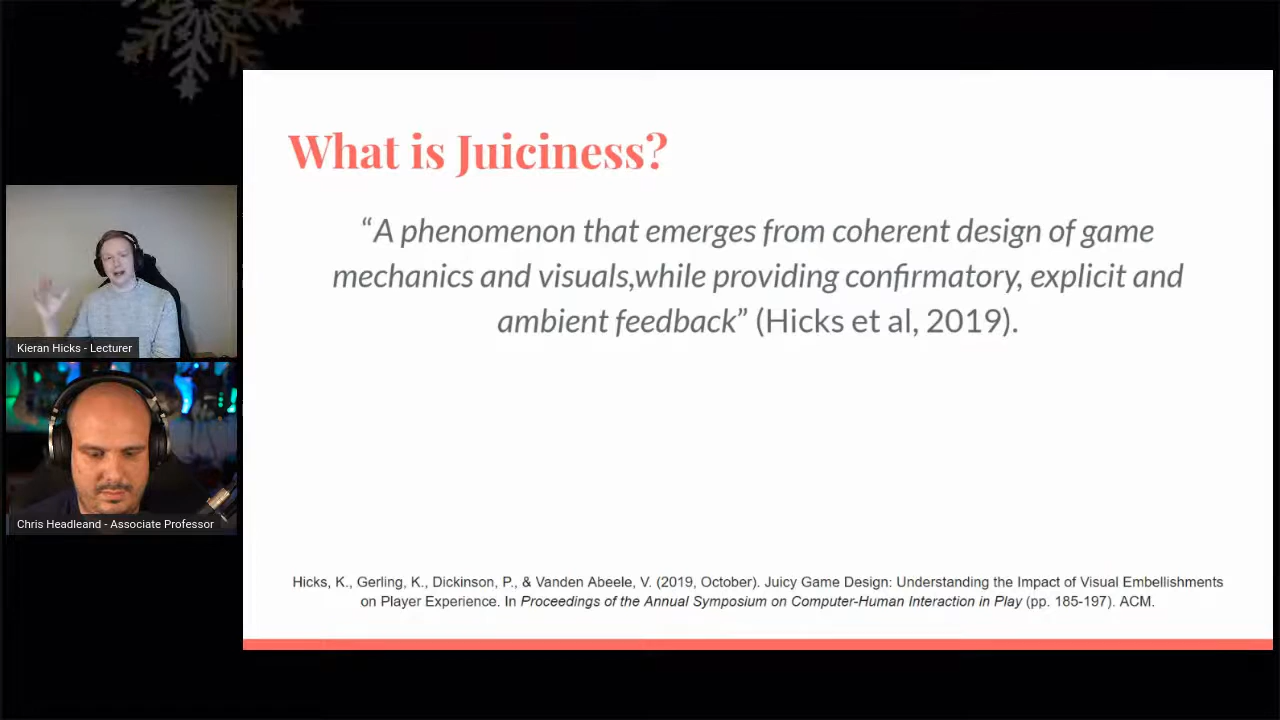 What is Juiciness?
“A phenomenon that emerges from coherent design of game
mechanics and visuals,while providing confirmatory, explicit and
ambient feedback” (Hicks et al, 2019).
Kieran Hicks - Lecturer
Chris Headleand - Associate Professor
Hicks, K., Gerling, K., Dickinson, P., & Vanden Abeele, V. (2019, October). Juicy Game Design: Understanding the Impact of Visual Embellishments
on Player Experience. In Proceedings of the Annual Symposium on Computer-Human Interaction in Play (pp. 185-197). ACM.